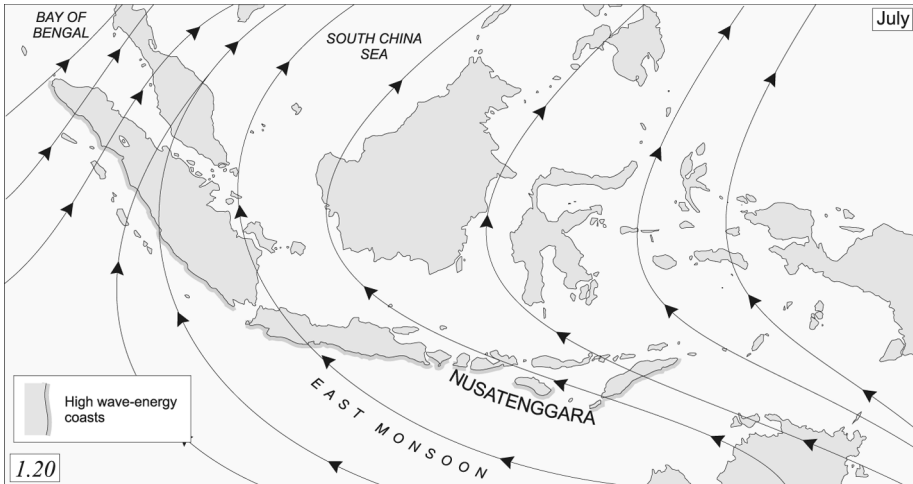 BAY OF
BENGAL
SOUTH CHINA
SEA
July
NUSATENGGARA
EAST MONSOON
High wave-energy
coasts
1.20